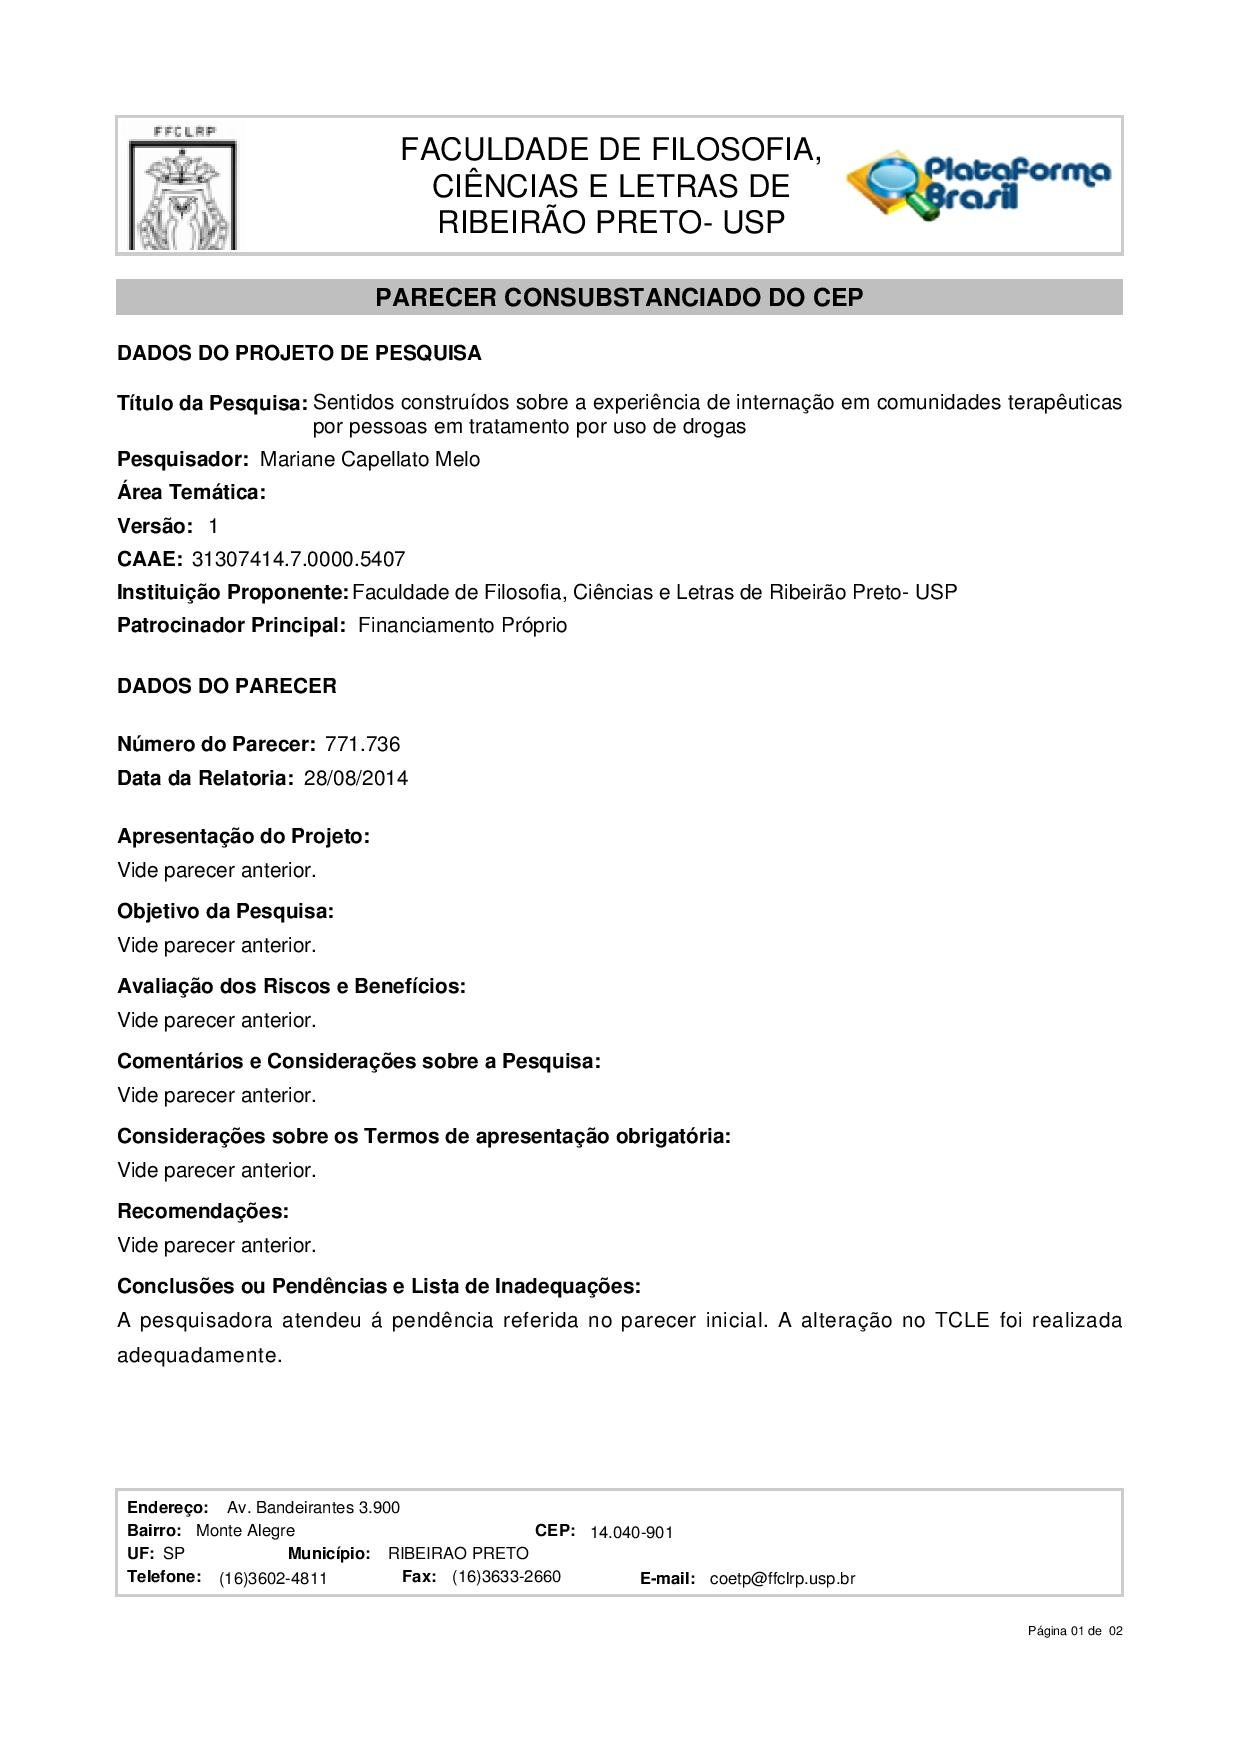 FFCLRP
FACULDADE DE FILOSOFIA,
CIÊNCIAS E LETRAS DE
RIBEIRÃO PRETO- USP
Plataforma
Brasil
PARECER CONSUBSTANCIADO DO CEP
DADOS DO PROJETO DE PESQUISA
Título da Pesquisa: Sentidos construídos sobre a experiência de internação em comunidades terapêuticas
por pessoas em tratamento por uso de drogas
Pesquisador: Mariane Capellato Melo
Área Temática:
Versão: 1
CAAE: 31307414.7.0000.5407
Instituição Proponente: Faculdade de Filosofia, Ciências e Letras de Ribeirão Preto- USP
Patrocinador Principal: Financiamento Próprio
DADOS DO PARECER
Número do Parecer: 771.736
Data da Relatoria: 28/08/2014
Apresentação do Projeto:
Vide parecer anterior.
Objetivo da Pesquisa:
Vide parecer anterior.
Avaliação dos Riscos e Benefícios:
Vide parecer anterior.
Comentários e Considerações sobre a Pesquisa:
Vide parecer anterior.
Considerações sobre os Termos de apresentação obrigatória:
Vide parecer anterior.
Recomendações:
Vide parecer anterior.
Conclusões ou Pendências e Lista de Inadequações:
A pesquisadora atendeu á pendência referida no parecer inicial. A alteração no TCLE foi realizada
adequadamente.
Endereço: Av. Bandeirantes 3.900
Bairro: Monte Alegre CEP: 14.040-901
UF: SP Município: RIBEIRAO PRETO
Telefone: (16)3602-4811 Fax: (16)3633-2660 E-mail: coetp@ffclrp.usp.br
Página 01 de 02